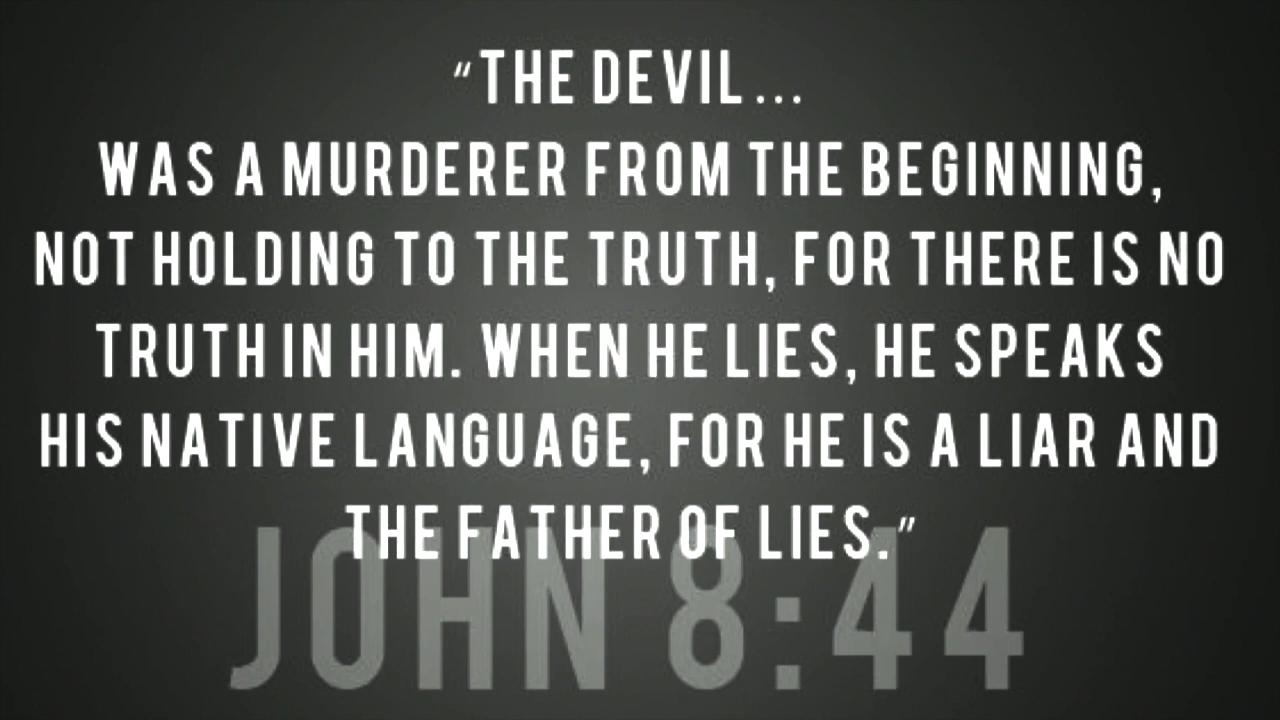 "THE DEVIL...
WAS A MURDERER FROM THE BEGINNING,
NOT HOLDING TO THE TRUTH, FOR THERE IS NO
TRUTH IN HIM. WHEN HE LIES, HE SPEAKS
HIS NATIVE LANGUAGE, FOR HE IS A LIAR AND
THE FATHER OF LIES."
JOHN 8:44